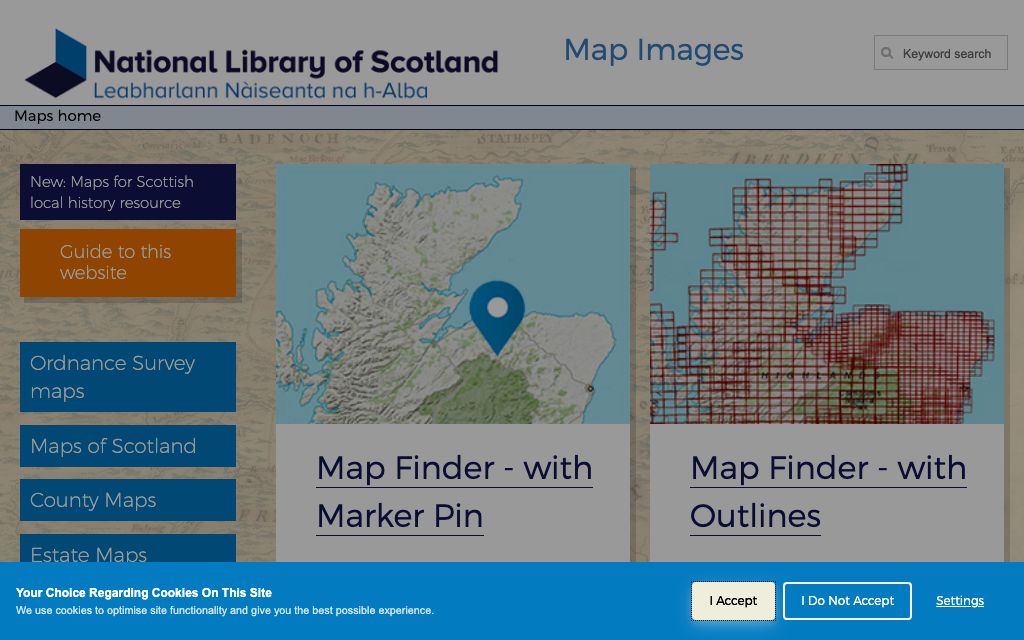 National Library of Scotland
Leabharlann Nàiseanta na h-Alba
Map Images
Keyword search
Maps home
BADENOCH
STATHSPEY
ABERDEENSH.
New: Maps for Scottish
local history resource
Guide to this
website
Ordnance Survey
maps
Maps of Scotland
County Maps
Estate Maps
HIGHLANDS
Map Finder - with
Marker Pin
Map Finder - with
Outlines
Your Choice Regarding Cookies On This Site
We use cookies to optimise site functionality and give you the best possible experience.
I Accept
I Do Not Accept
Settings